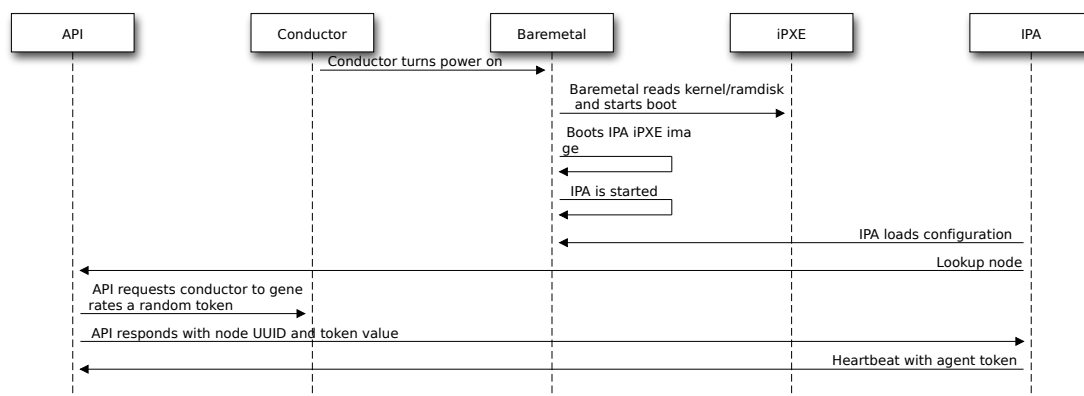 API
Conductor
Baremetal
iPXE
IPA
Conductor turns power on
Baremetal reads kernel/ramdisk
and starts boot
Boots IPA iPXE ima
ge
IPA is started
IPA loads configuration
Lookup node
API requests conductor to gene
rates a random token
API responds with node UUID and token value
Heartbeat with agent token